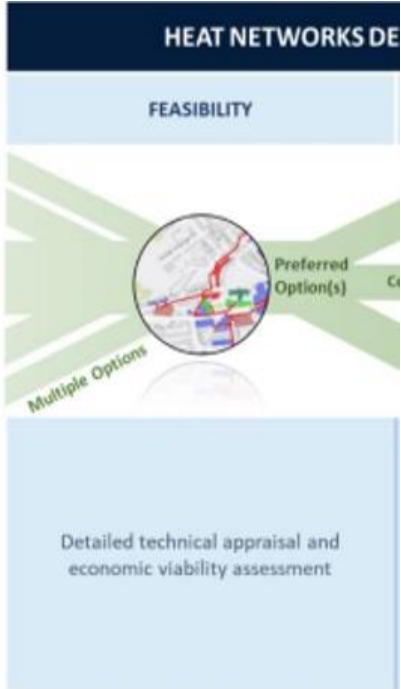 HEAT NETWORKS DE
FEASIBILITY
Preferred
Option(s)
Multiple Options
Detailed technical appraisal and
economic viability assessment